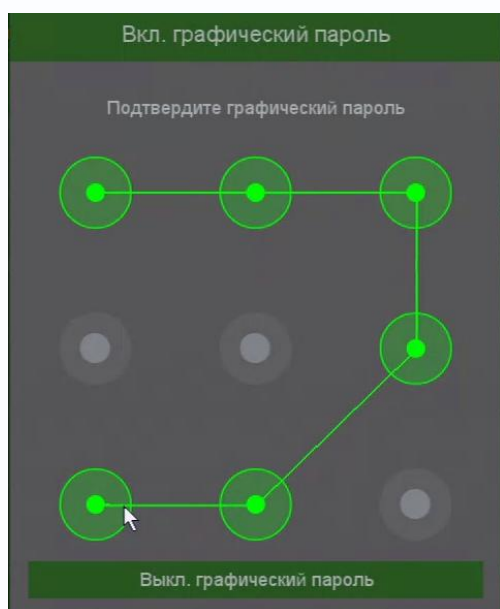 Вкл. графический пароль
Подтвердите графический пароль
Выкл. графический пароль